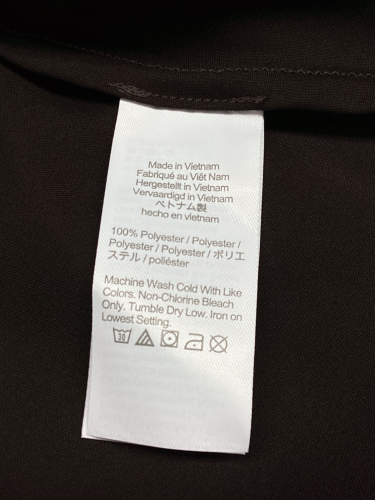 Made in Vietnam
Fabriqué au Viêt Nam
Hergestellt in Vietnam
Vervaardigd in Vietnam
ベトナム製
hecho en vietnam
100% Polyester / Polyester /
Polyester / Polyester / ポリエ
ステル / poliéster
Machine Wash Cold With Like
Colors. Non-Chlorine Bleach
Only. Tumble Dry Low. Iron on
Lowest Setting.
30